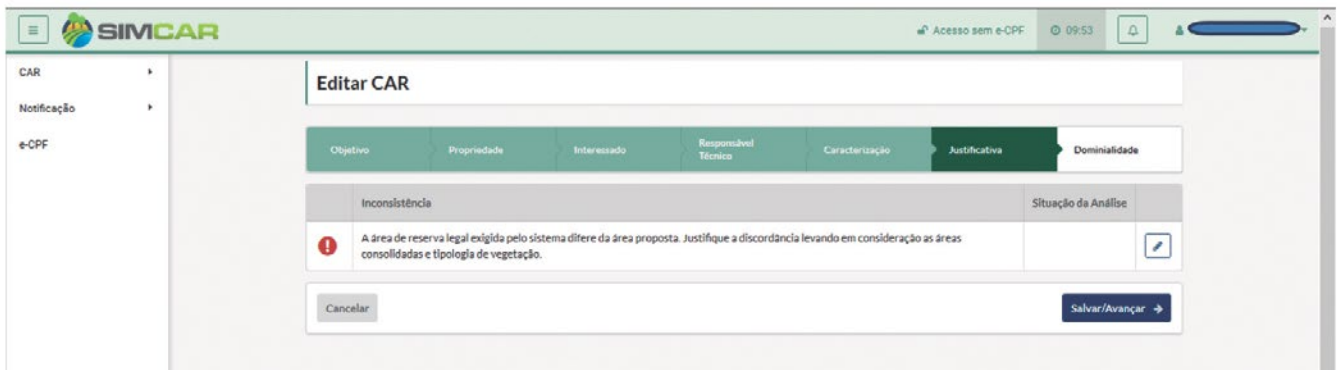 SIMCAR
Acesso sem e-CPF
09:53
CAR
Notificação
e-CPF
Editar CAR
Objetivo
Propriedade
Interessado
Responsável
Técnico
Caracterização
Justificativa
Dominialidade
Inconsistência
Situação da Análise
A área de reserva legal exigida pelo sistema difere da área proposta. Justifique a discordância levando em consideração as áreas
consolidadas e tipologia de vegetação.
Cancelar
Salvar/Avançar